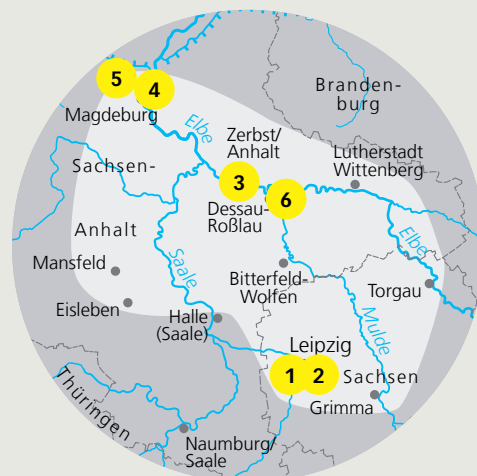 5
4
Magdeburg
Branden-
burg
Elbe
Zerbst/
Anhalt
Lutherstadt
Wittenberg
Sachsen-
Anhalt
3
6
Dessau-
Roßlau
Elbe
Mansfeld
Saale
Bitterfeld-
Wolfen
Torgau
Eisleben
Halle
(Saale)
Mulde
Leipzig
1
2
Sachsen
Grimma
Thüringen
Naumburg/
Saale